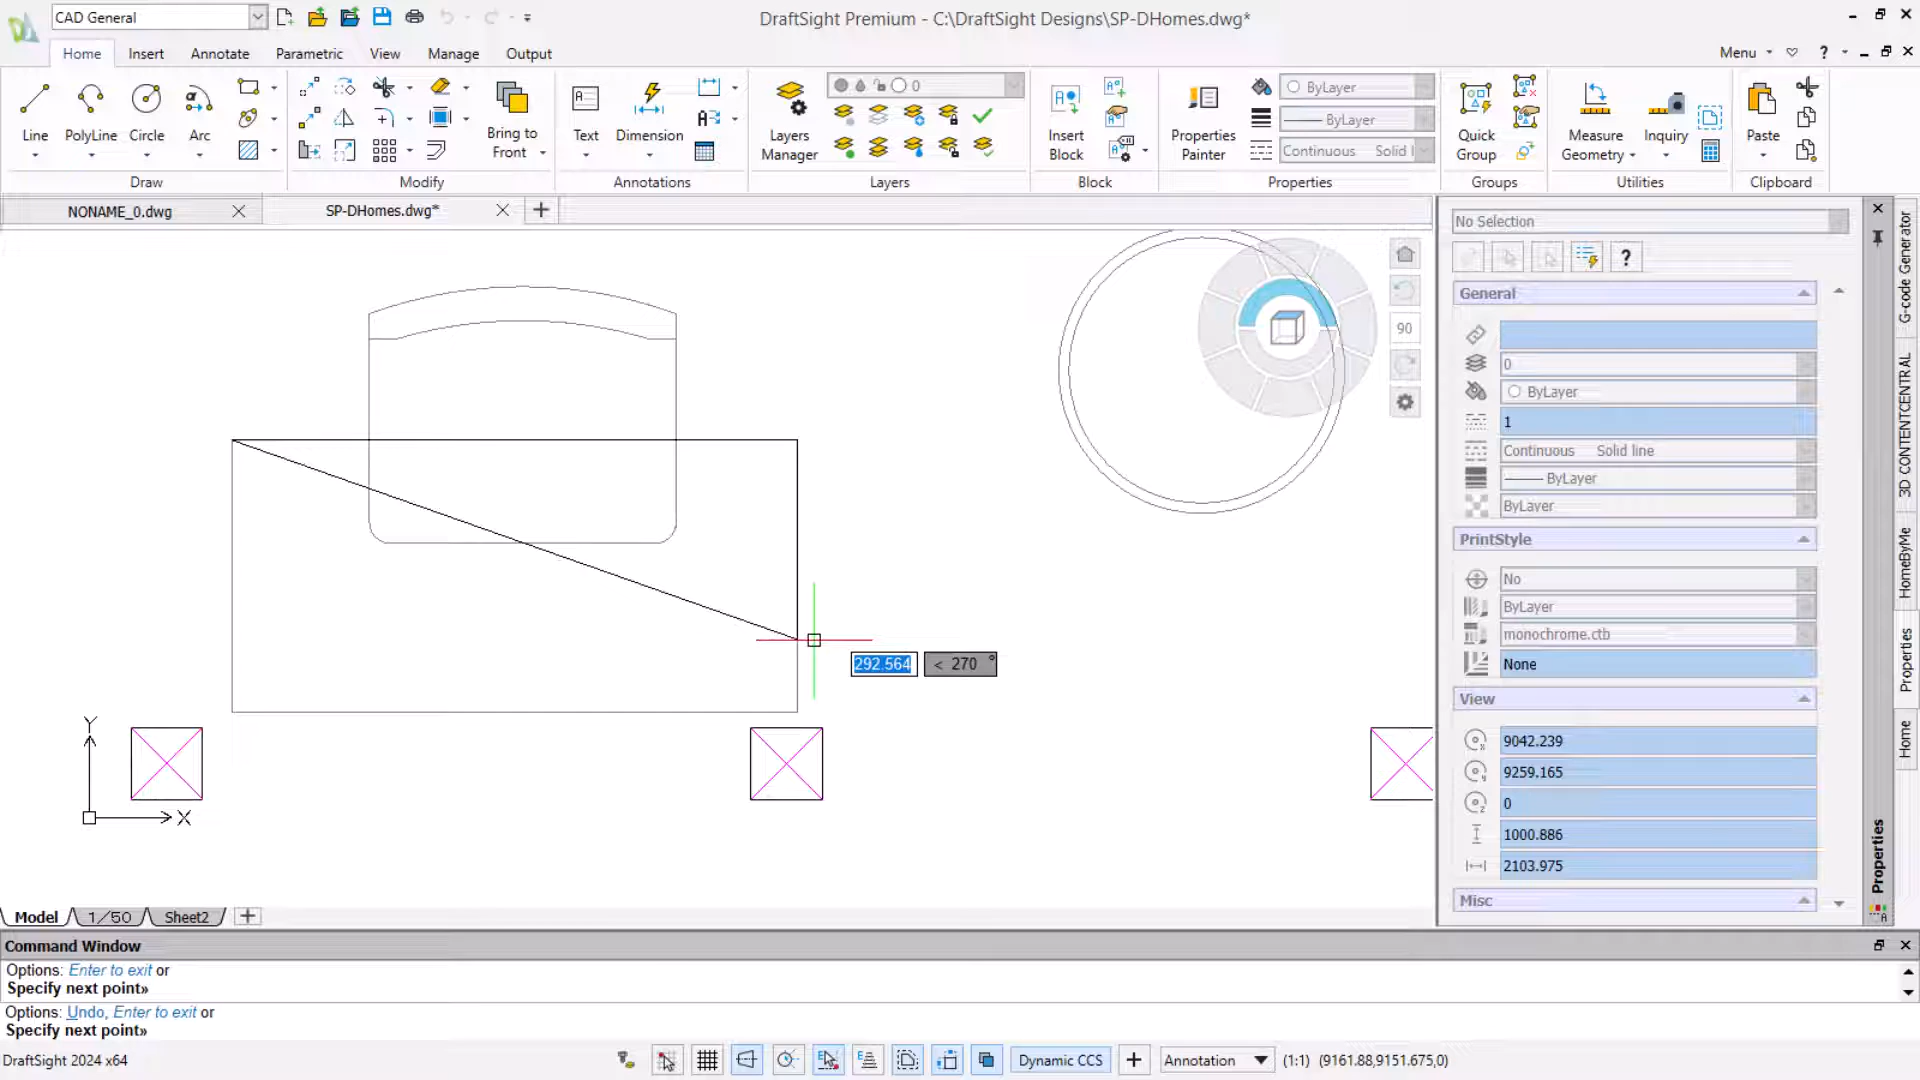 CAD General
DraftSight Premium - C:\DraftSight Designs\SP-DHomes.dwg*
Home
Insert
Annotate
Parametric
View
Manage
Output
Menu
?
Line
PolyLine
Circle
Arc
Draw
Bring to
Front
Modify
Text
Dimension
Annotations
Layers
Manager
0
Layers
Insert
Block
Block
Properties
Painter
ByLayer
ByLayer
Continuous Solid l
Properties
Quick
Group
Groups
Measure
Geometry
Inquiry
Utilities
Paste
Clipboard
NONAME_0.dwg
SP-DHomes.dwg*
90
292.564
< 270 °
Y
X
No Selection
?
General
0
ByLayer
1
Continuous Solid line
ByLayer
ByLayer
PrintStyle
No
ByLayer
monochrome.ctb
None
View
9042.239
9259.165
0
1000.886
2103.975
Misc
Properties
G-code Generator
3D CONTENTCENTRAL
HomeByMe
Properties
Home
Model
1/50
Sheet2
Command Window
Options: Enter to exit or
Specify next point»
Options: Undo, Enter to exit or
Specify next point»
DraftSight 2024 x64
Dynamic CCS
Annotation
(1:1)
(9161.88,9151.675,0)